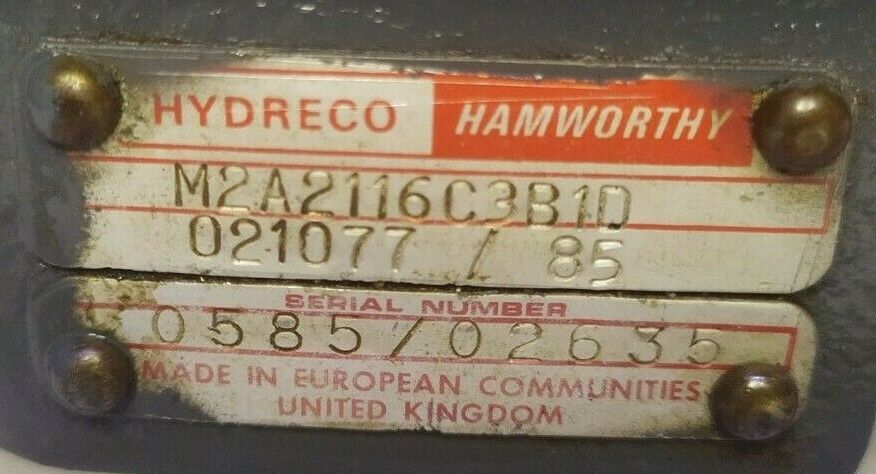 HYDRECO HAMWORTHY
M2A2116C3B1D
021077 / 85
SERIAL NUMBER
0585/02635
MADE IN EUROPEAN COMMUNITIES
UNITED KINGDOM